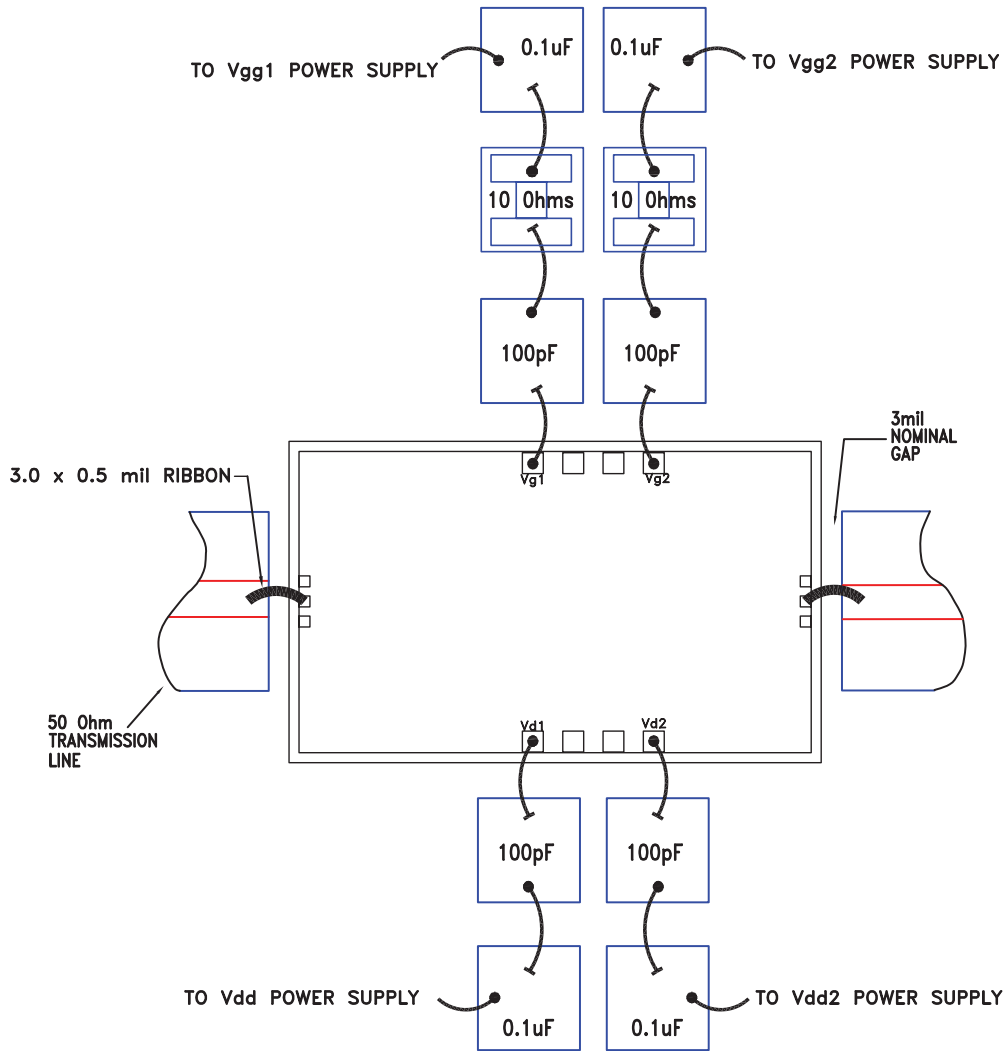 0.1uF
0.1uF
TO Vgg1 POWER SUPPLY
TO Vgg2 POWER SUPPLY
10 Ohms
10 Ohms
100pF
100pF
3mil
NOMINAL
GAP
3.0 x 0.5 mil RIBBON
Vg1
Vg2
50 Ohm
TRANSMISSION
LINE
Vd1
Vd2
100pF
100pF
TO Vdd POWER SUPPLY
TO Vdd2 POWER SUPPLY
0.1uF
0.1uF